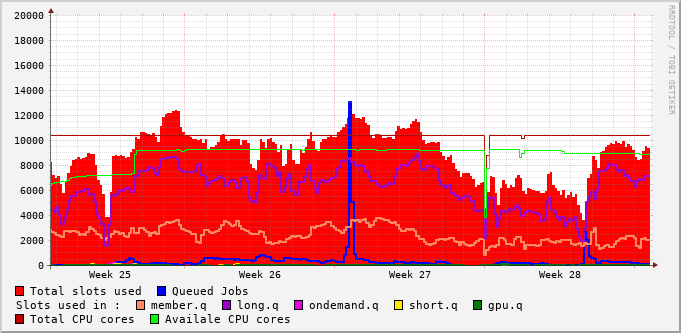 RRDTOOL / TOBI OETIKER
20000
18000
16000
14000
12000
10000
8000
6000
4000
2000
0
Week 25 Week 26 Week 27 Week 28
Total slots used Queued Jobs
Slots used in : member.q long.q ondemand.q short.q gpu.q
Total CPU cores Availale CPU cores